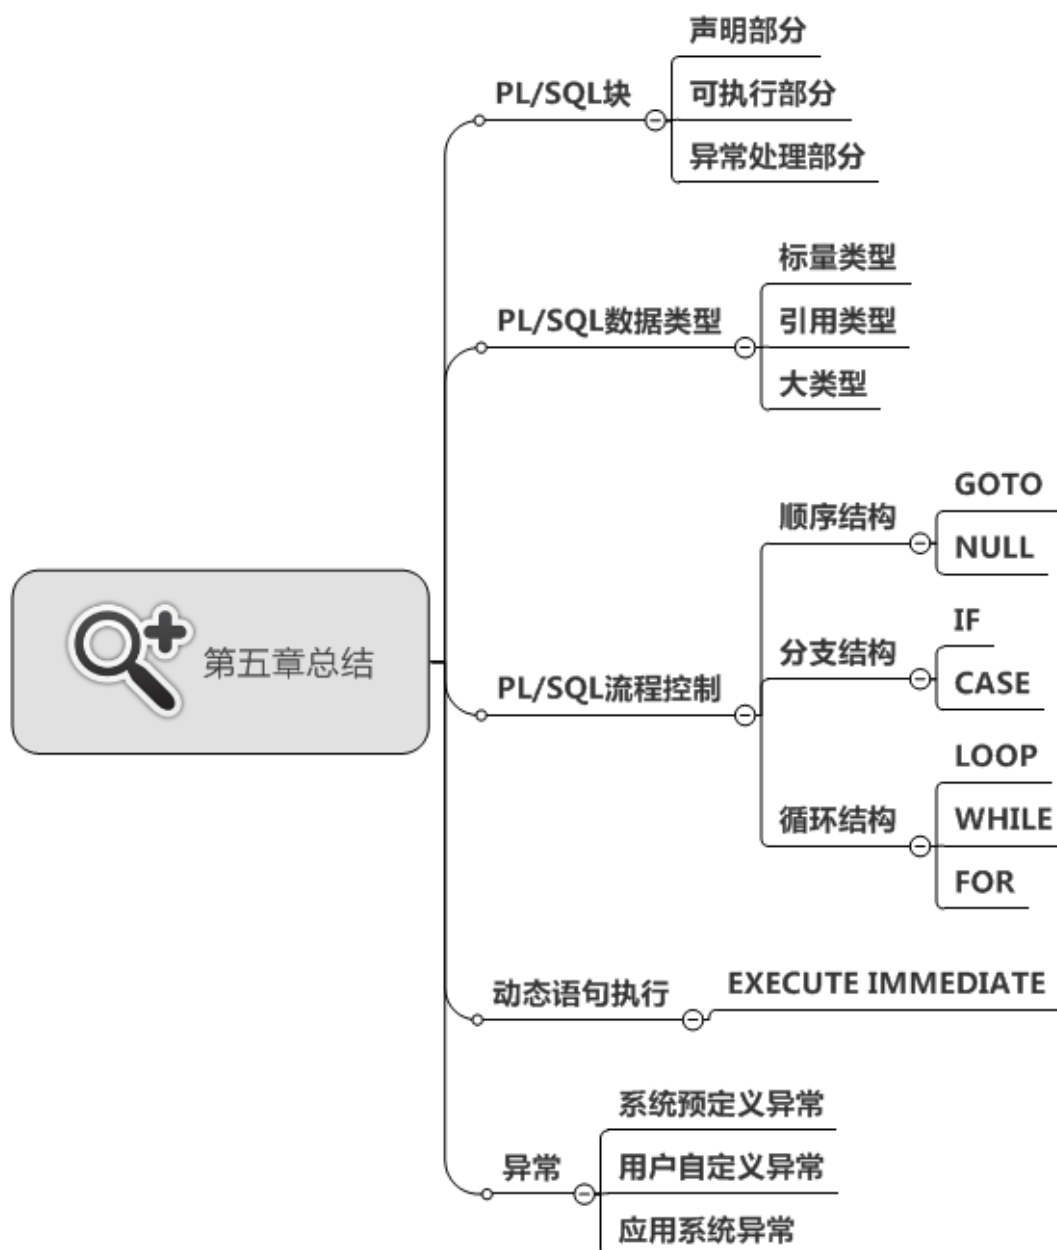 第五章总结
PL/SQL块
声明部分
可执行部分
异常处理部分
PL/SQL数据类型
标量类型
引用类型
大类型
PL/SQL流程控制
顺序结构
GOTO
NULL
分支结构
IF
CASE
循环结构
LOOP
WHILE
FOR
动态语句执行
EXECUTE IMMEDIATE
异常
系统预定义异常
用户自定义异常
应用系统异常